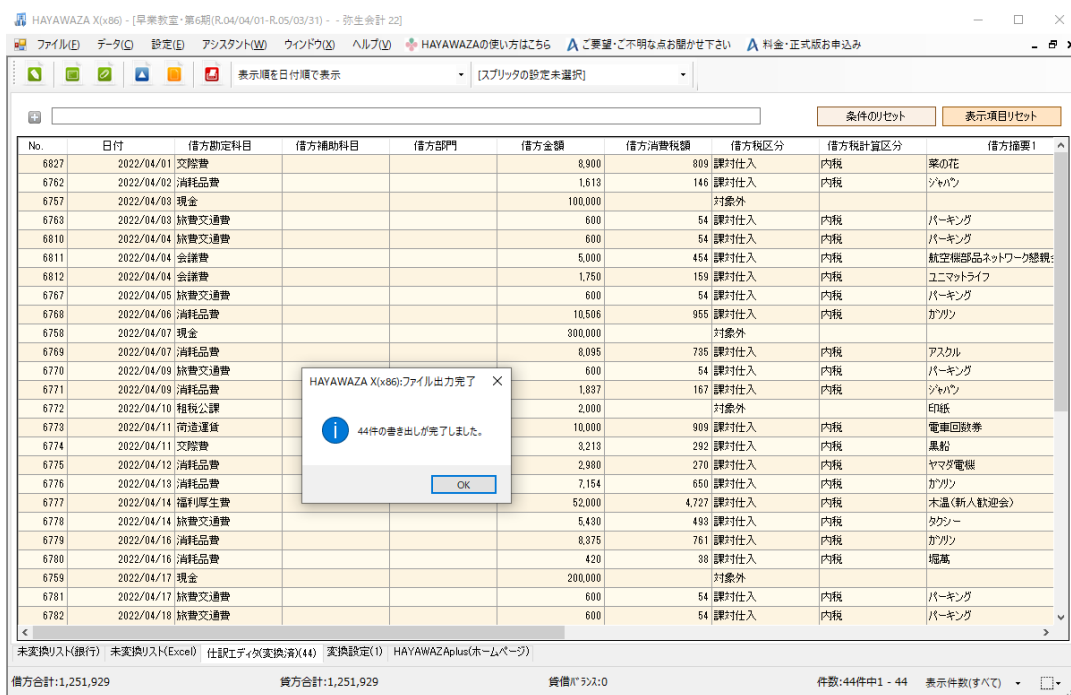 HAYAWAZA X(x86) - [早業教室・第6期(R.04/04/01-R.05/03/31) - - 弥生会計 22]
ファイル(F) データ(C) 設定(E) アシスタント(W) ウィンドウ(X) ヘルプ(V) HAYAWAZAの使い方はこちら ご要望・ご不明な点お聞かせ下さい 料金・正式版お申込み
表示順を日付順で表示 [スプリッタの設定未選択]
条件のリセット 表示項目リセット
No. 日付 借方勘定科目 借方補助科目 借方部門 借方金額 借方消費税額 借方税区分 借方税計算区分 借方摘要1
6827 2022/04/01 交際費 8,900 809 課対仕入 内税 菜の花
6762 2022/04/02 消耗品費 1,613 146 課対仕入 内税 ジャパン
6757 2022/04/03 現金 100,000 対象外
6763 2022/04/03 旅費交通費 600 54 課対仕入 内税 パーキング
6810 2022/04/04 旅費交通費 600 54 課対仕入 内税 パーキング
6811 2022/04/04 会議費 5,000 454 課対仕入 内税 航空機部品ネットワーク懇親
6812 2022/04/04 会議費 1,750 159 課対仕入 内税 ユニマットライフ
6767 2022/04/05 旅費交通費 600 54 課対仕入 内税 パーキング
6768 2022/04/06 消耗品費 10,506 955 課対仕入 内税 ガソリン
6758 2022/04/07 現金 300,000 対象外
6769 2022/04/07 消耗品費 8,095 735 課対仕入 内税 アスクル
6770 2022/04/09 旅費交通費 600 54 課対仕入 内税 パーキング
6771 2022/04/09 消耗品費 1,837 167 課対仕入 内税 ジャパン
6772 2022/04/10 租税公課 2,000 対象外 印紙
6773 2022/04/11 荷造運賃 10,000 909 課対仕入 内税 電車回数券
6774 2022/04/11 交際費 3,213 292 課対仕入 内税 黒船
6775 2022/04/12 消耗品費 2,980 270 課対仕入 内税 ヤマダ電機
6776 2022/04/13 消耗品費 7,154 650 課対仕入 内税 ガソリン
6777 2022/04/14 福利厚生費 52,000 4,727 課対仕入 内税 木温(新人歓迎会)
6778 2022/04/14 旅費交通費 5,430 493 課対仕入 内税 タクシー
6779 2022/04/16 消耗品費 8,375 761 課対仕入 内税 ガソリン
6780 2022/04/16 消耗品費 420 38 課対仕入 内税 堀萬
6759 2022/04/17 現金 200,000 対象外
6781 2022/04/17 旅費交通費 600 54 課対仕入 内税 パーキング
6782 2022/04/18 旅費交通費 600 54 課対仕入 内税 パーキング
HAYAWAZA X(x86):ファイル出力完了
44件の書き出しが完了しました。
OK
未変換リスト(銀行) 未変換リスト(Excel) 仕訳エディタ(変換済)(44) 変換設定(1) HAYAWAZAplus(ホームページ)
借方合計:1,251,929 貸方合計:1,251,929 貸借バランス:0 件数:44件中1 - 44 表示件数(すべて)